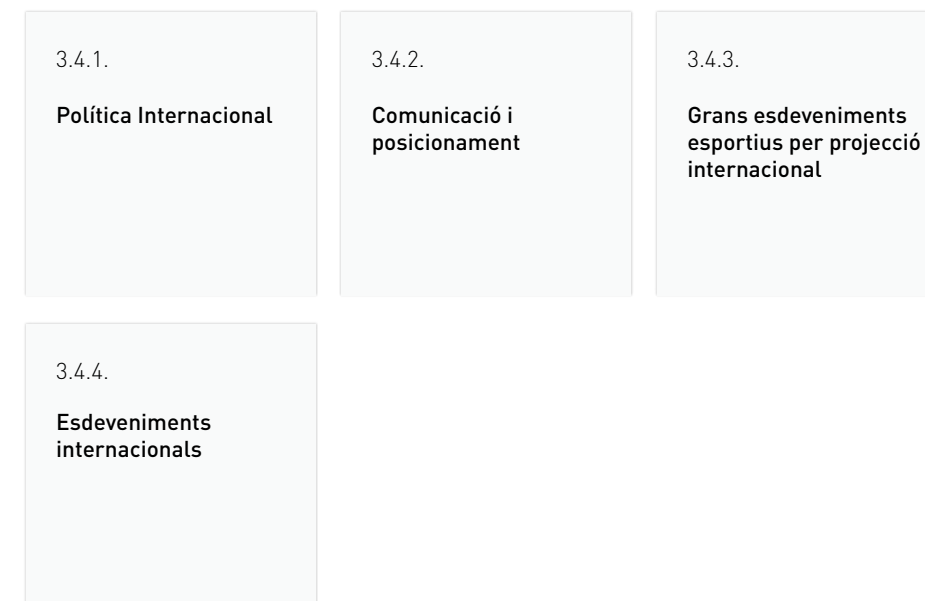 3.4.1.
Política Internacional
3.4.2.
Comunicació i
posicionament
3.4.3.
Grans esdeveniments
esportius per projecció
internacional
3.4.4.
Esdeveniments
internacionals